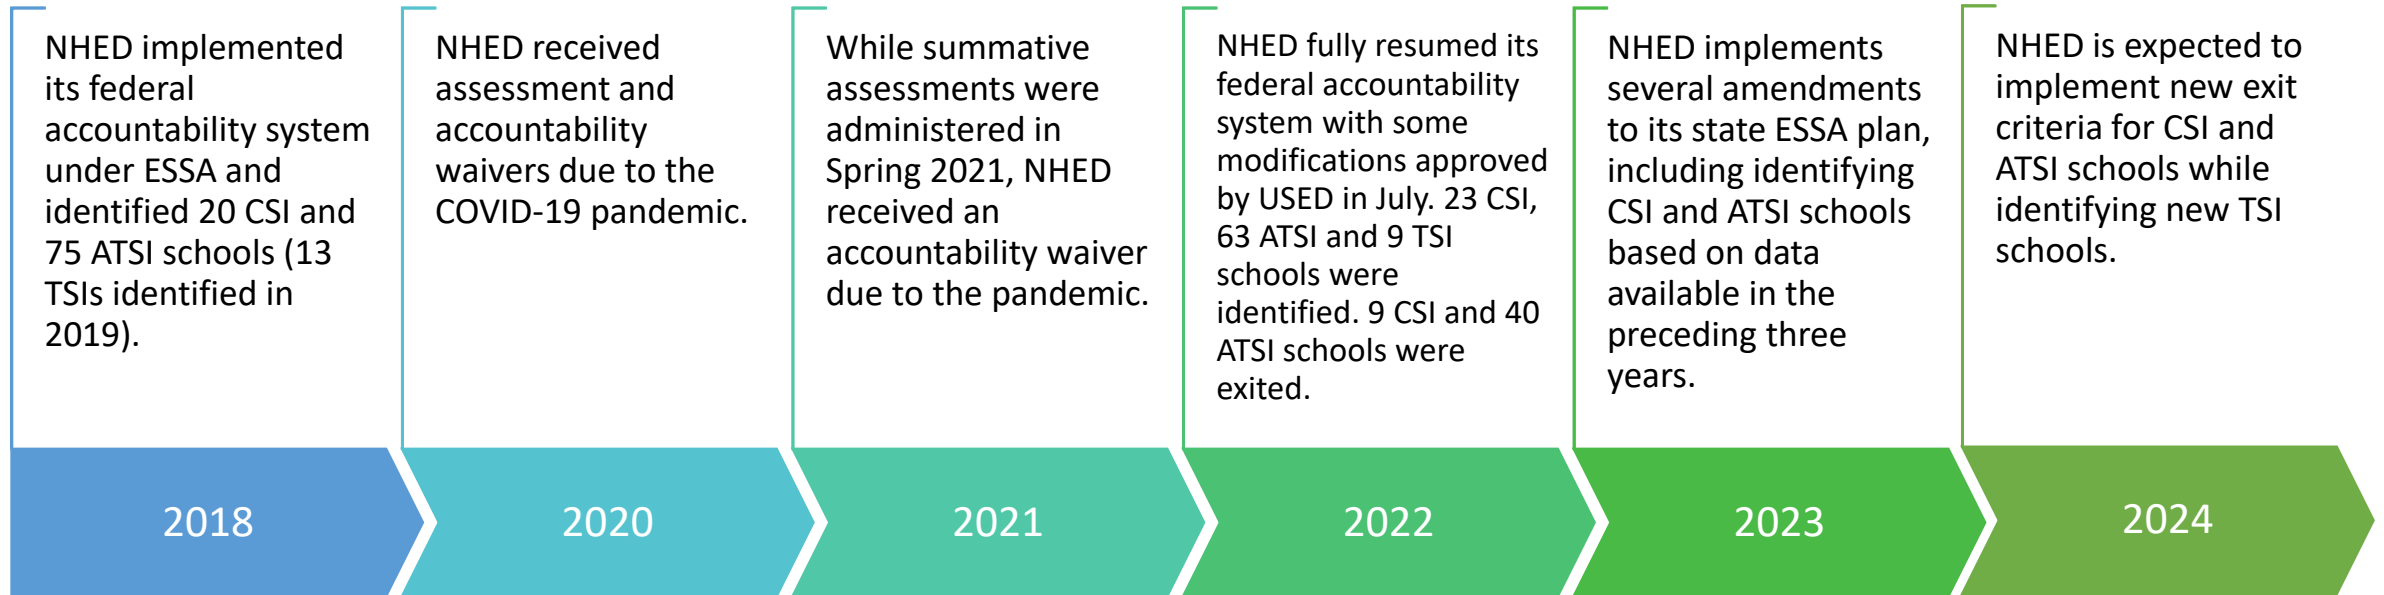 NHED implemented
its federal
accountability system
under ESSA and
identified 20 CSI and
75 ATSI schools (13
TSIs identified in
2019).
NHED received
assessment and
accountability
waivers due to the
COVID-19 pandemic.
While summative
assessments were
administered in
Spring 2021, NHED
received an
accountability waiver
due to the pandemic.
NHED fully resumed its
federal accountability
system with some
modifications approved
by USED in July. 23 CSI,
63 ATSI and 9 TSI
schools were
identified. 9 CSI and 40
ATSI schools were
exited.
NHED implements
several amendments
to its state ESSA plan,
including identifying
CSI and ATSI schools
based on data
available in the
preceding three
years.
NHED is expected to
implement new exit
criteria for CSI and
ATSI schools while
identifying new TSI
schools.
2018
2020
2021
2022
2023
2024